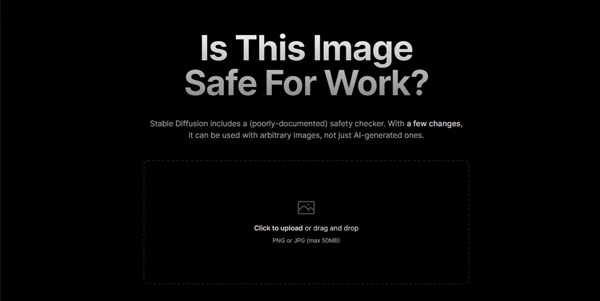 Is This Image
Safe For Work?
Stable Diffusion includes a (poorly-documented) safety checker. With a few changes,
it can be used with arbitrary images, not just AI-generated ones.
Click to upload or drag and drop
PNG or JPG (max 50MB)